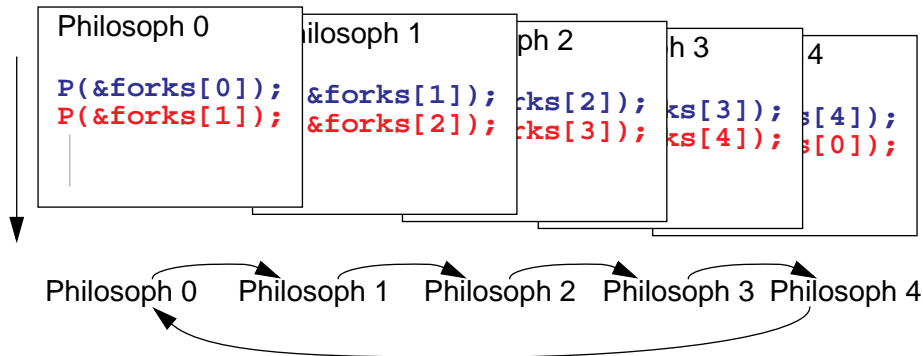 Philosoph 0
P(&forks[0]);
P(&forks[1]);
ilosoph 1
&forks[1]);
&forks[2]);
ph 2
rks[2]);
rks[3]);
h 3
ks[3]);
ks[4]);
4
s[4]);
s[0]);
Philosoph 0 Philosoph 1 Philosoph 2 Philosoph 3 Philosoph 4